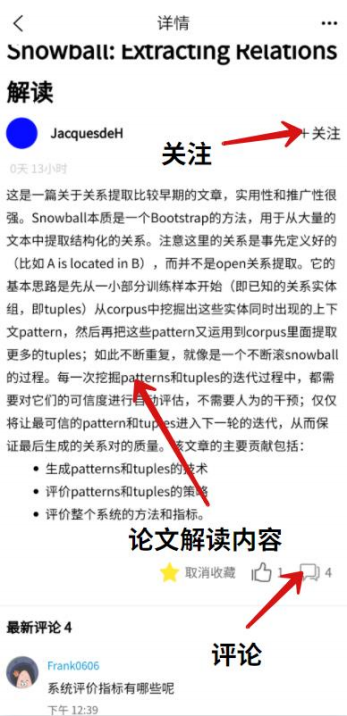 详情
Snowball: Extracting Relations
解读
JacquesdeH
＋关注
关注
0天 13小时
这是一篇关于关系提取比较早期的文章，实用性和推广性很
强。Snowball本质是一个Bootstrap的方法，用于从大量的
文本中提取结构化的关系。注意这里的关系是事先定义好的
（比如 A is located in B），而并不是open关系提取。它的
基本思路是先从一小部分训练样本开始（即已知的关系实体
组，即tuples）从corpus中挖掘出这些实体同时出现的上下
文pattern，然后再把这些pattern又运用到corpus里面提取
更多的tuples；如此不断重复，就像是一个不断滚snowball
的过程。每一次挖掘patterns和tuples的迭代过程中，都需
要对它们的可信度进行自动评估，不需要人为的干预；仅仅
将让最可信的pattern和tuples进入下一轮的迭代，从而保
证最后生成的关系对的质量。该文章的主要贡献包括：
• 生成patterns和tuples的技术
• 评价patterns和tuples的策略
• 评价整个系统的方法和指标。
论文解读内容
取消收藏 1 4
评论
最新评论 4
Frank0606
系统评价指标有哪些呢
下午 12:39